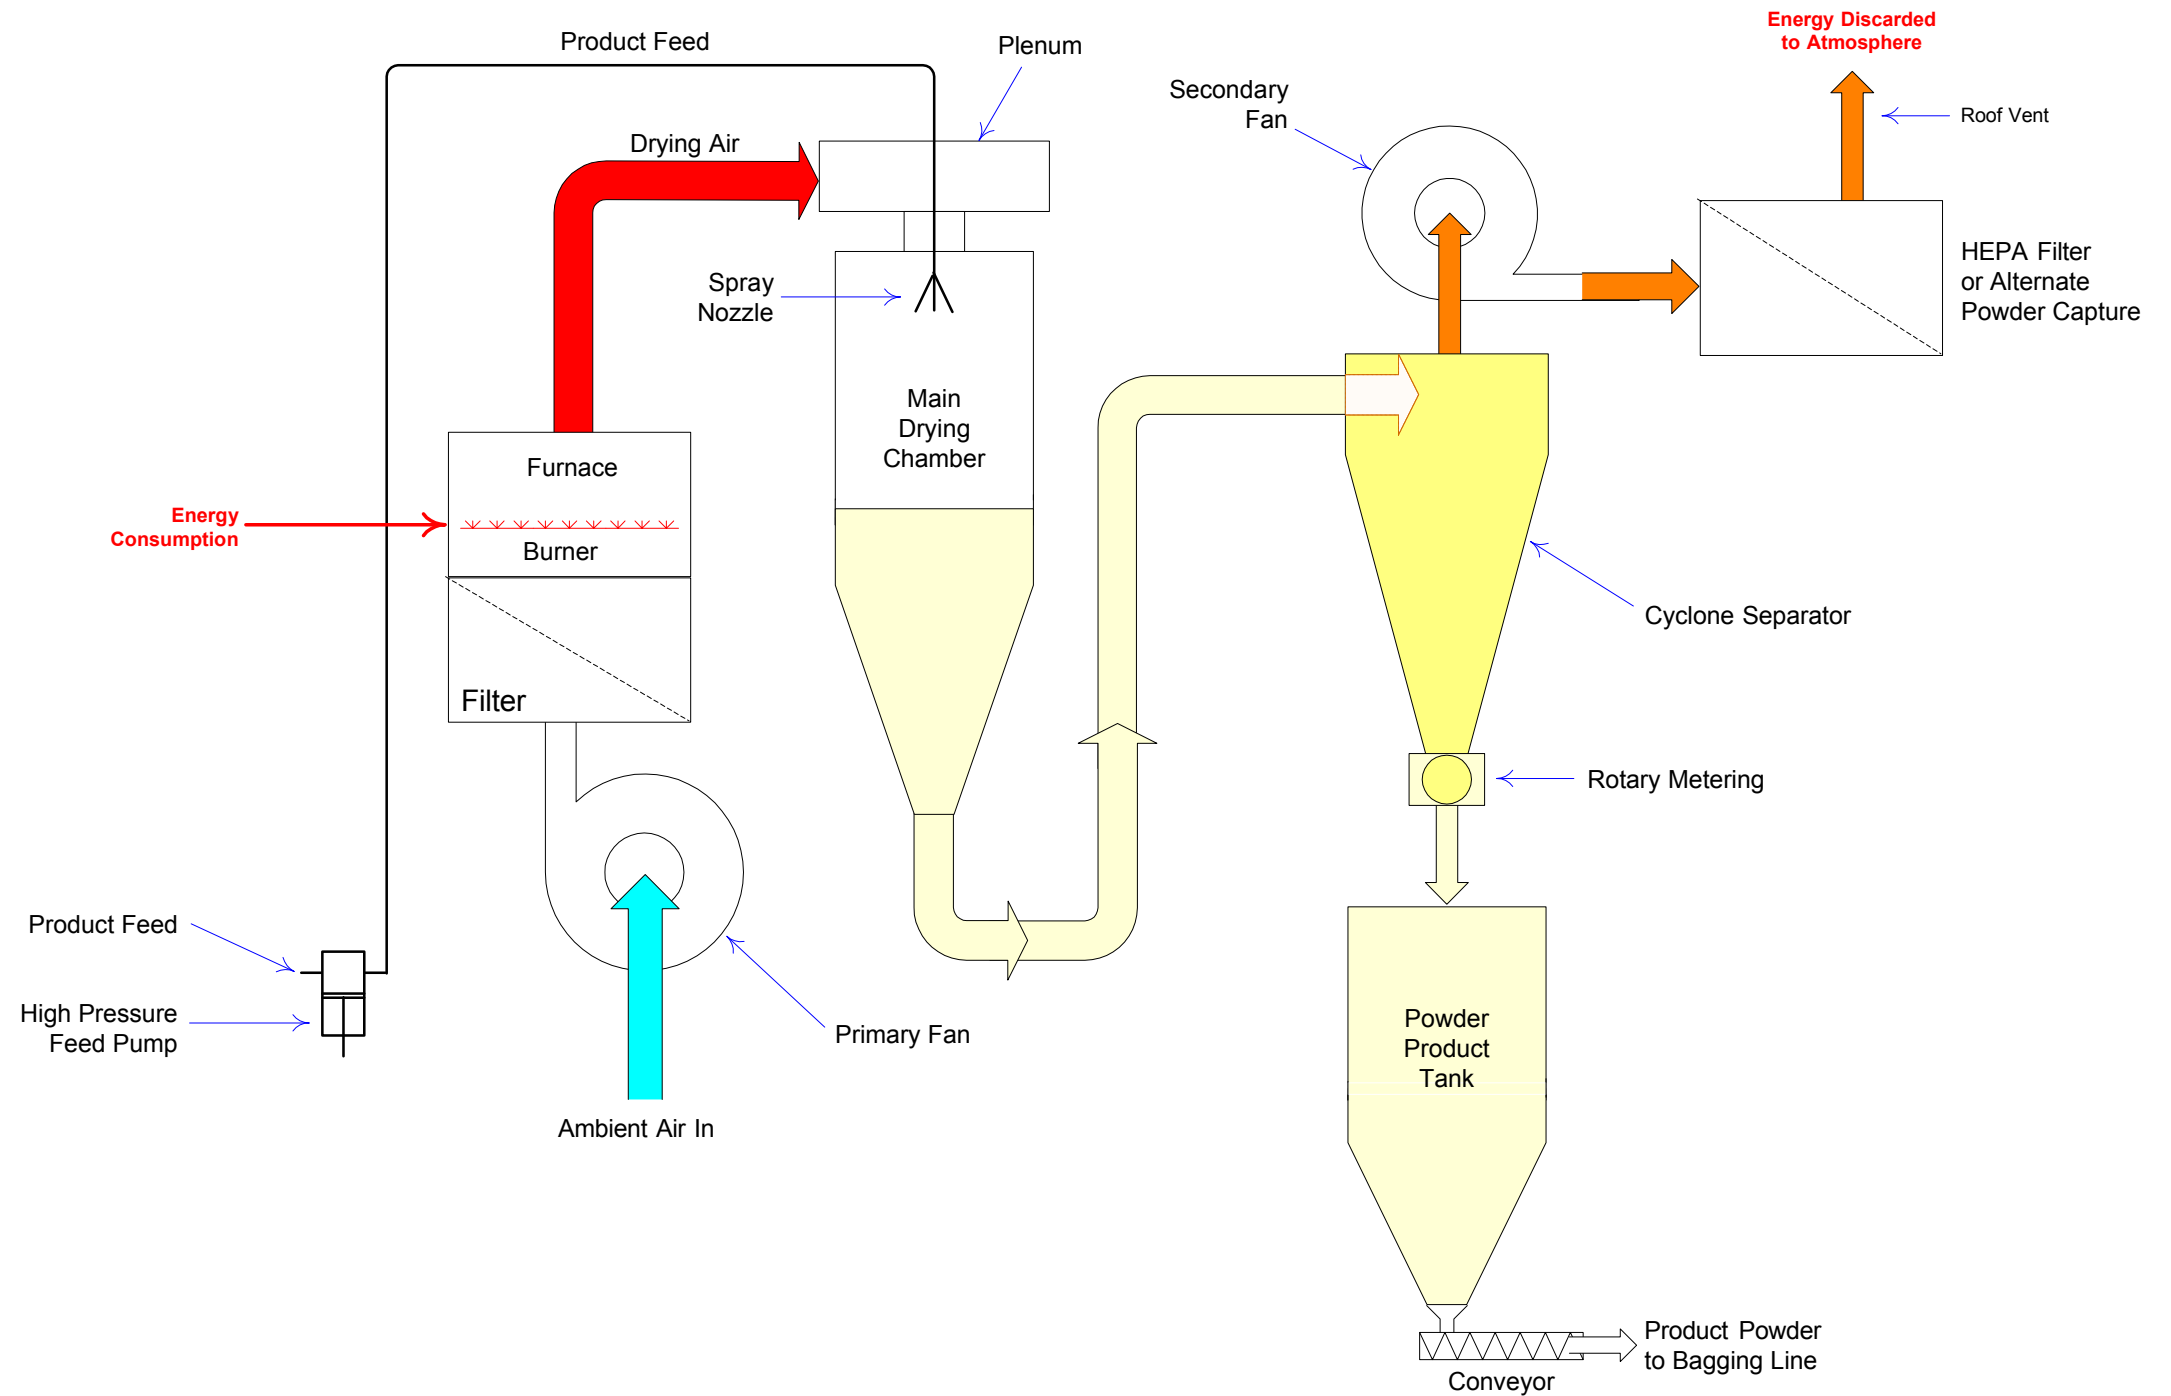 Energy Discarded
to Atmosphere
Product Feed
Plenum
Secondary
Fan
Roof Vent
Drying Air
HEPA Filter
or Alternate
Powder Capture
Spray
Nozzle
Main
Drying
Chamber
Furnace
Energy
Consumption
Burner
Cyclone Separator
Filter
Rotary Metering
Product Feed
High Pressure
Feed Pump
Primary Fan
Powder
Product
Tank
Ambient Air In
Product Powder
to Bagging Line
Conveyor